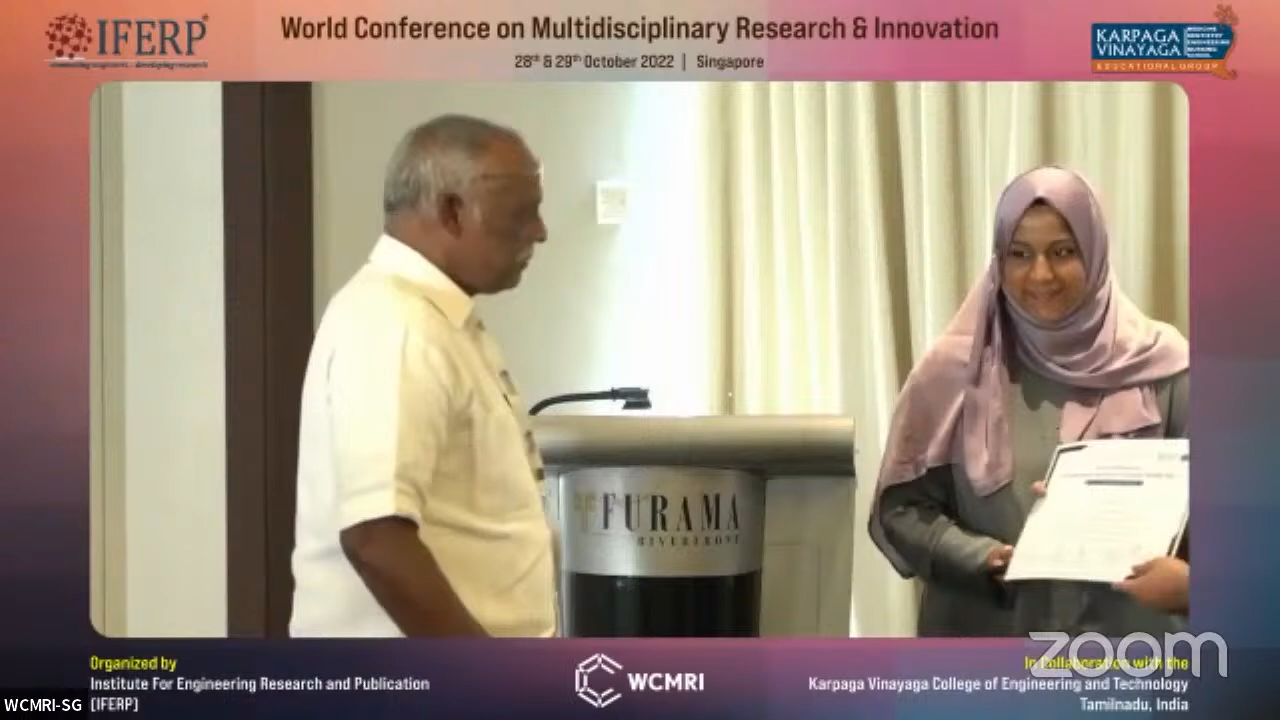 IFERP
World Conference on Multidisciplinary Research & Innovation
28th & 29th October 2022 | Singapore
KARPAGA
VINAYAGA
EDUCATIONAL GROUP
FURAMA
RIVERFRONT
Organized by
Institute For Engineering Research and Publication
(IFERP)
WCMRI
In Collaboration with the
Karpaga Vinayaga College of Engineering and Technology
Tamilnadu, India
zoom
WCMRI-SG